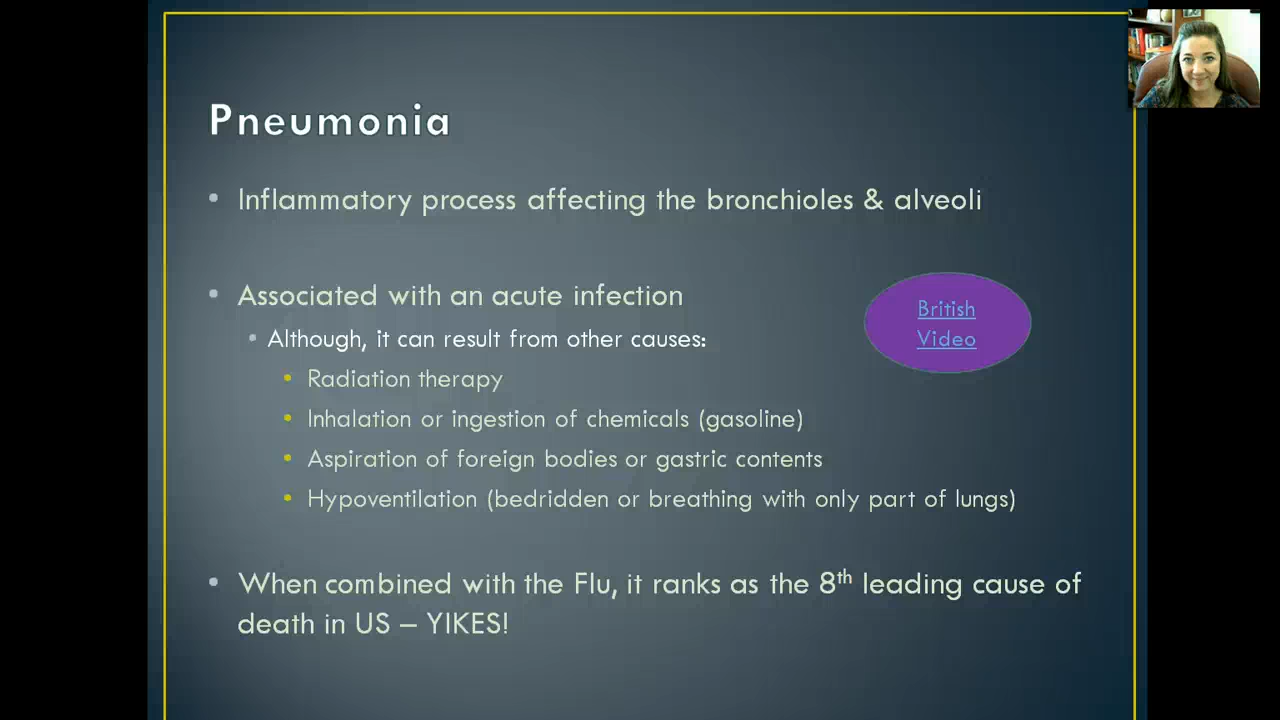 Pneumonia
• Inflammatory process affecting the bronchioles & alveoli
• Associated with an acute infection
• Although, it can result from other causes:
• Radiation therapy
• Inhalation or ingestion of chemicals (gasoline)
• Aspiration of foreign bodies or gastric contents
• Hypoventilation (bedridden or breathing with only part of lungs)
British
Video
• When combined with the Flu, it ranks as the 8th leading cause of
death in US – YIKES!